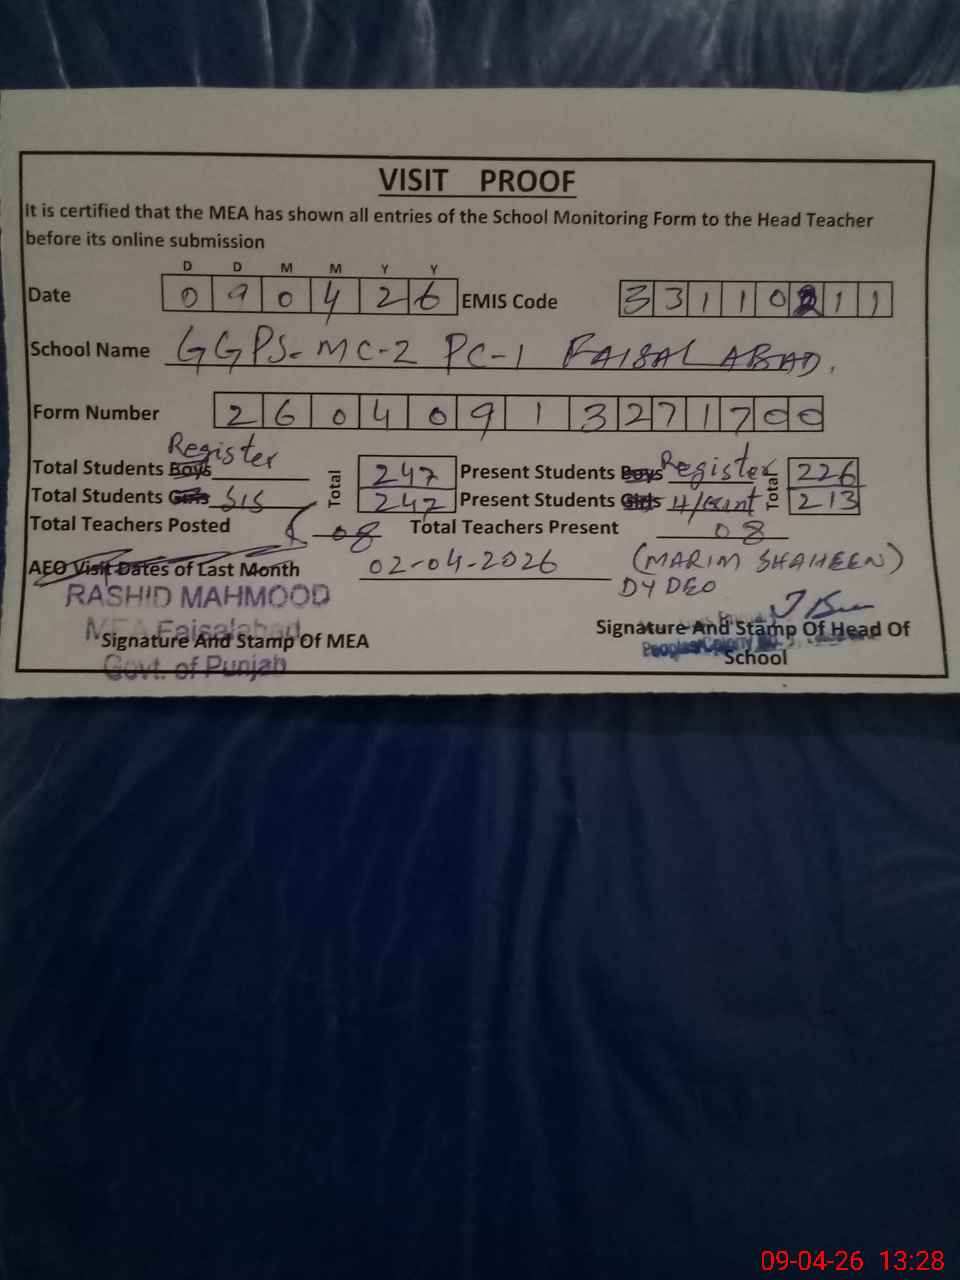 VISIT PROOF
It is certified that the MEA has shown all entries of the School Monitoring Form to the Head Teacher
before its online submission
D D M M Y Y
Date 0 9 0 4 2 6 EMIS Code 3 3 1 1 0 2 1 1
School Name GGPS-MC-2 PC-1 FAISALABAD.
Form Number 2 6 0 4 0 9 1 3 2 7 1 7 0 0
Total Students Boys Register Total 247 Present Students Boys Register Total 226
Total Students Girls SIS 247 Present Students Girls H/Count 213
Total Teachers Posted 08 Total Teachers Present 08
AEO Visit Dates of Last Month 02-04-2026 (MARIM SHAHEEN)
DY DEO
RASHID MAHMOOD
MEA Faisalabad
Signature And Stamp Of MEA
Govt. of Punjab
Signature And Stamp Of Head Of
School
Peoples Colony
09-04-26 13:28